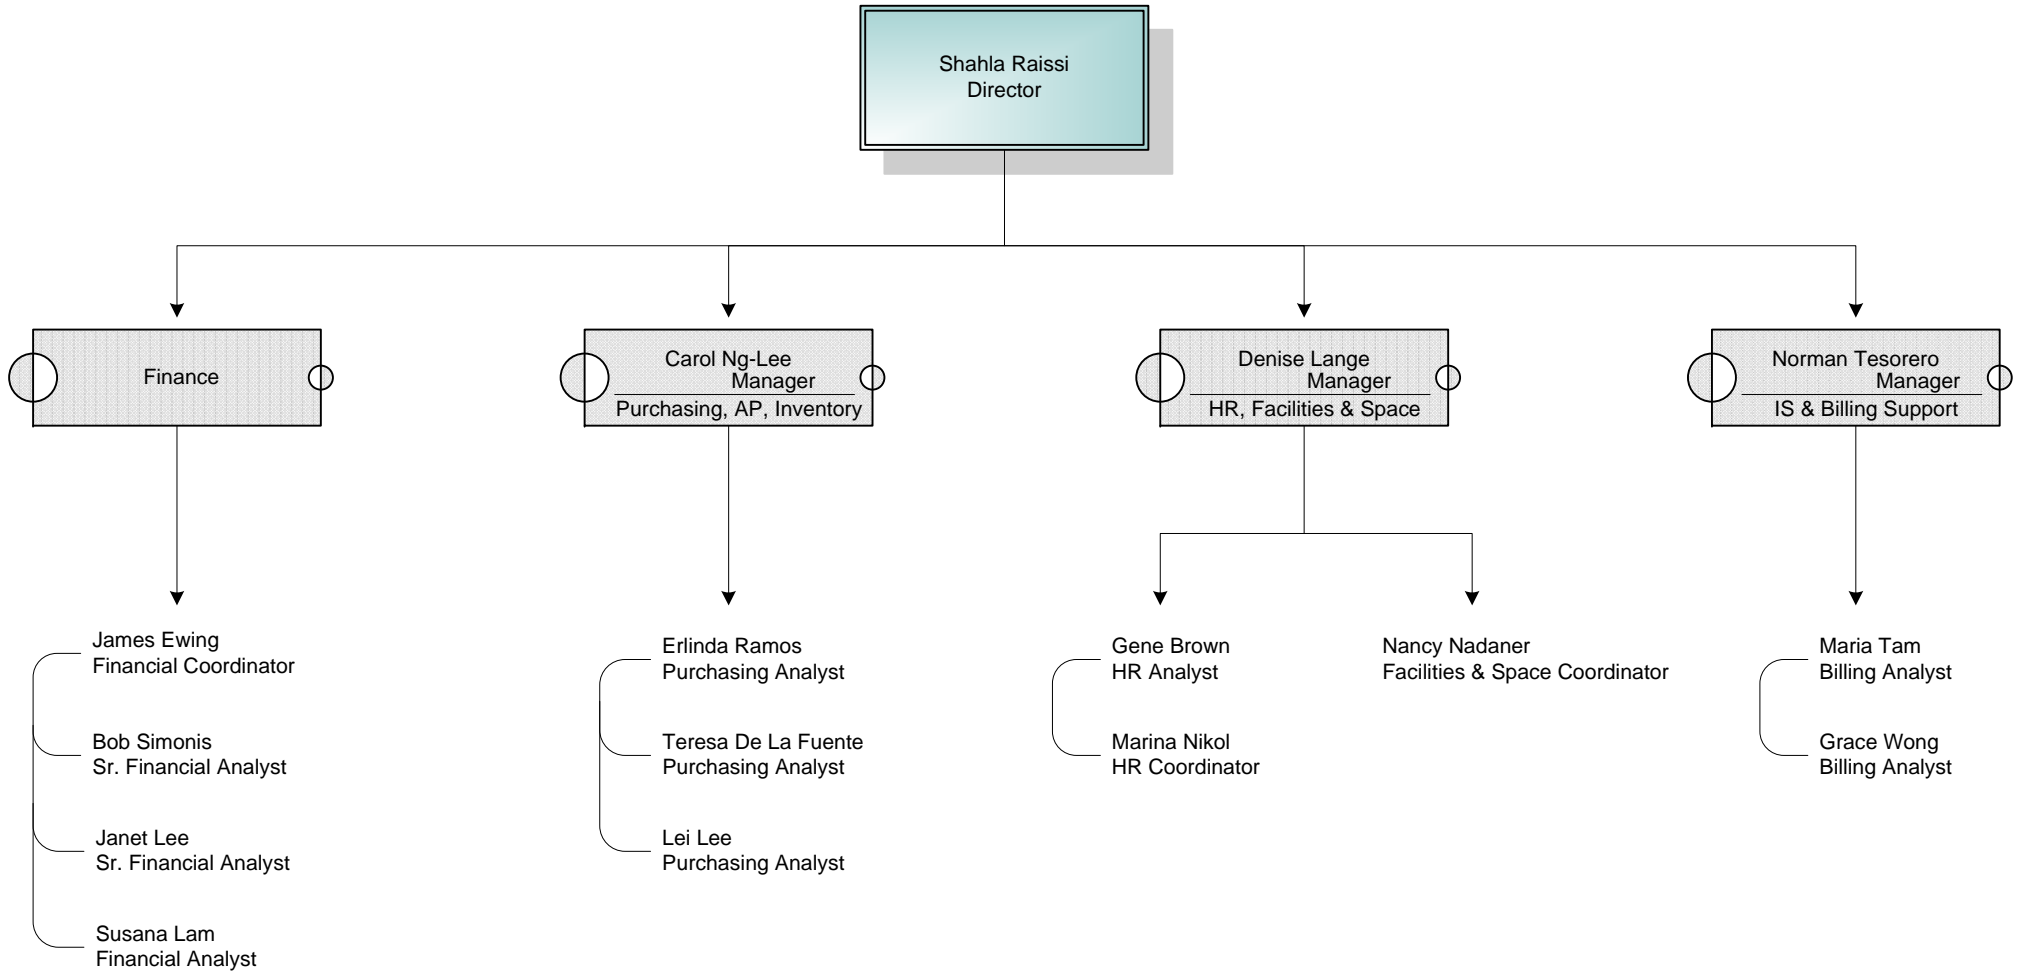 Shahla Raissi
Director
Finance
Carol Ng-Lee
Manager
Purchasing, AP, Inventory
Denise Lange
Manager
HR, Facilities & Space
Norman Tesorero
Manager
IS & Billing Support
James Ewing
Financial Coordinator
Bob Simonis
Sr. Financial Analyst
Janet Lee
Sr. Financial Analyst
Susana Lam
Financial Analyst
Erlinda Ramos
Purchasing Analyst
Teresa De La Fuente
Purchasing Analyst
Lei Lee
Purchasing Analyst
Gene Brown
HR Analyst
Marina Nikol
HR Coordinator
Nancy Nadaner
Facilities & Space Coordinator
Maria Tam
Billing Analyst
Grace Wong
Billing Analyst